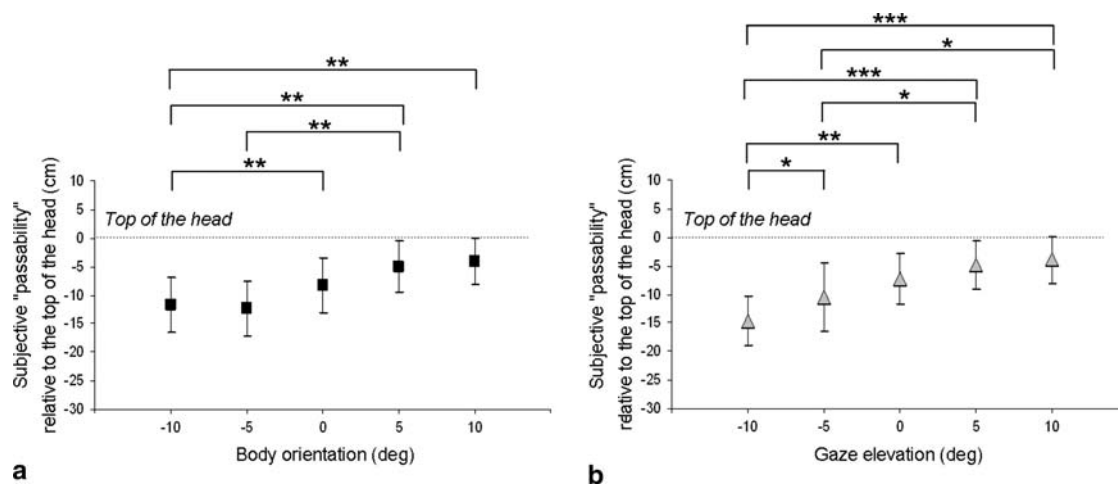 **
**
**
**
Subjective "passability"
relative to the top of the head (cm)
10
5
0
-5
-10
-15
-20
-25
-30
Top of the head
-10 -5 0 5 10
Body orientation (deg)
a
***
*
***
*
**
*
Subjective "passability"
relative to the top of the head (cm)
10
5
0
-5
-10
-15
-20
-25
-30
Top of the head
-10 -5 0 5 10
Gaze elevation (deg)
b